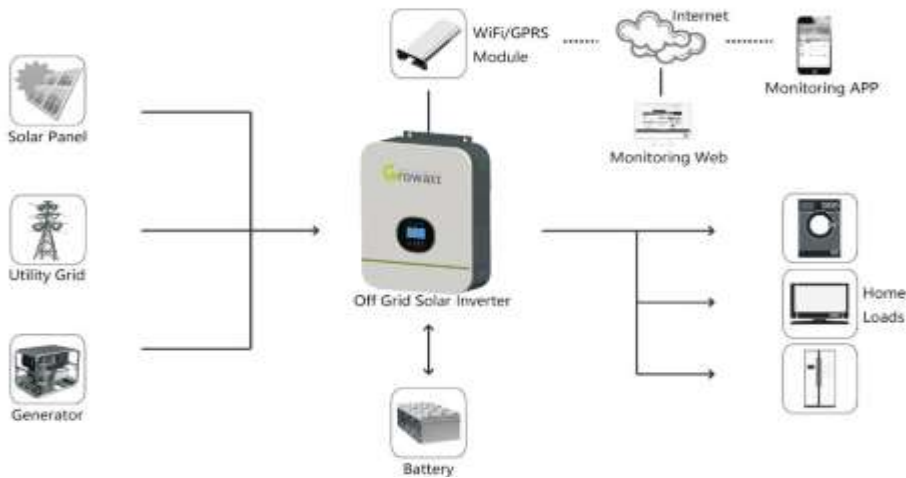 Internet
WiFi/GPRS
Module
Monitoring APP
Solar Panel
Monitoring Web
Growatt
Utility Grid
Off Grid Solar Inverter
Home
Loads
Generator
Battery